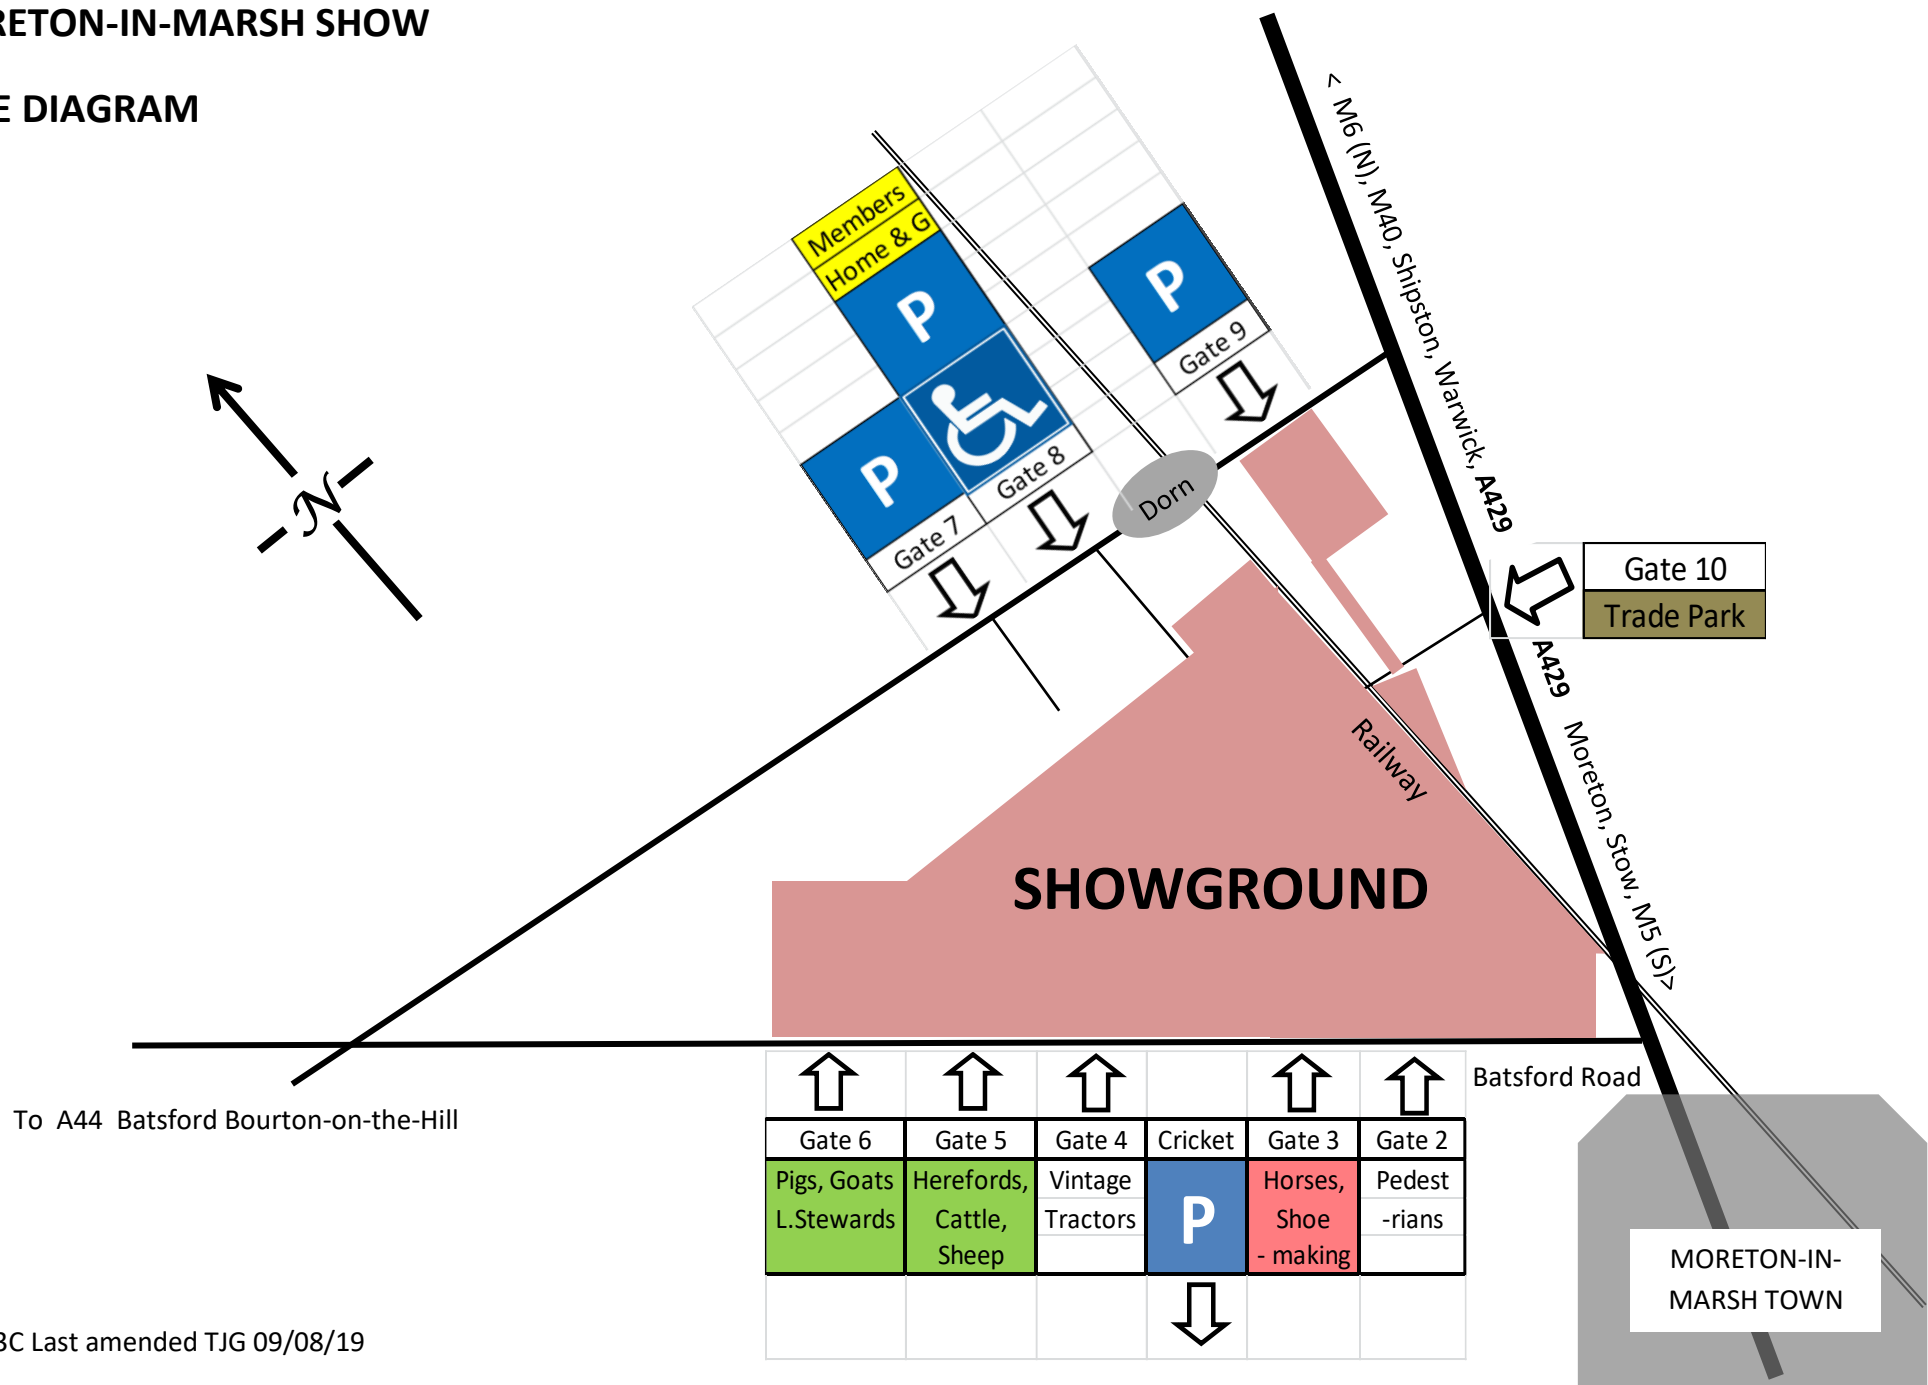 RETON-IN-MARSH SHOW
E DIAGRAM
< M6 (N), M40, Shipston, Warwick, A429
Members
Home & G
P
P
Gate 9
P
Gate 8
Gate 7
Dorn
N
Gate 10
Trade Park
A429 Moreton, Stow, M5 (S)>
Railway
SHOWGROUND
Batsford Road
To A44 Batsford Bourton-on-the-Hill
Gate 6 Gate 5 Gate 4 Cricket Gate 3 Gate 2
Pigs, Goats Herefords, Vintage P Horses, Pedest
L.Stewards Cattle, Tractors Shoe -rians
Sheep - making
MORETON-IN-
MARSH TOWN
3C Last amended TJG 09/08/19